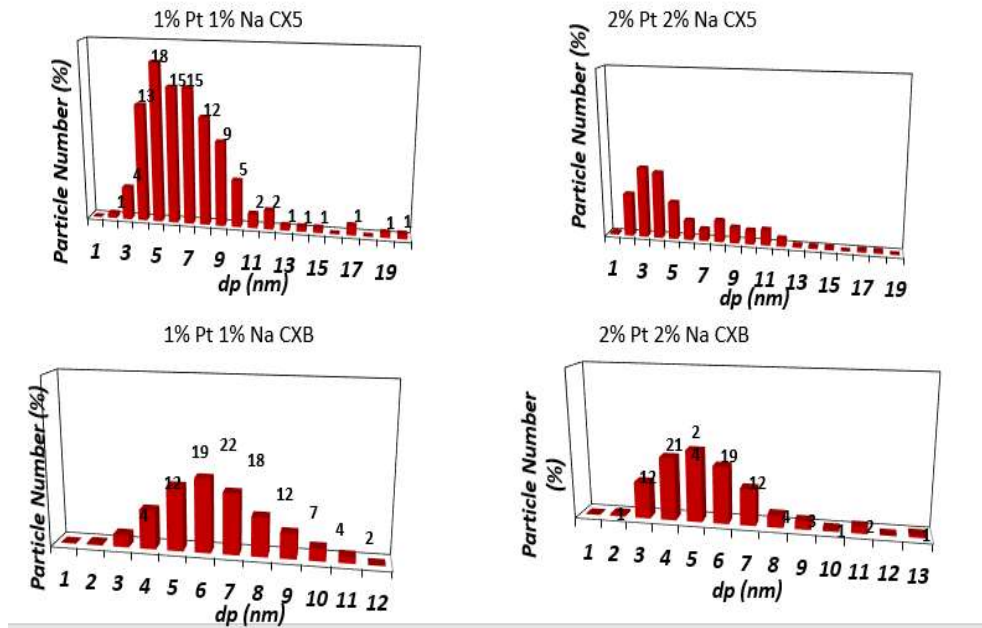 1% Pt 1% Na CX5
Particle Number (%)
1 4 13 18 15 15 12 9 5 2 2 1 1 1 1 1 1
1 3 5 7 9 11 13 15 17 19
dp (nm)
2% Pt 2% Na CX5
Particle Number (%)
1 3 5 7 9 11 13 15 17 19
dp (nm)
1% Pt 1% Na CXB
Particle Number (%)
4 12 19 22 18 12 7 4 2
1 2 3 4 5 6 7 8 9 10 11 12
dp (nm)
2% Pt 2% Na CXB
Particle Number
(%)
1 12 21 2
4 19 12 4 3 1 2 1
1 2 3 4 5 6 7 8 9 10 11 12 13
dp (nm)